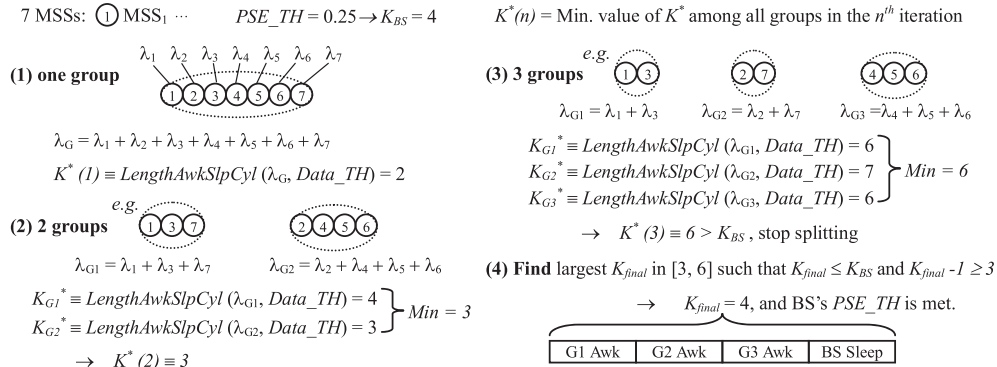 7 MSSs: 1 MSS1 ... PSE_TH = 0.25 → KBS = 4
λ1 λ2 λ3 λ4 λ5 λ6 λ7
(1) one group
1 2 3 4 5 6 7
λG = λ1 + λ2 + λ3 + λ4 + λ5 + λ6 + λ7
K* (1) ≡ LengthAwkSlpCyl (λG, Data_TH) = 2
e.g.
(2) 2 groups 1 3 7 2 4 5 6
λG1 = λ1 + λ3 + λ7 λG2 = λ2 + λ4 + λ5 + λ6
KG1* ≡ LengthAwkSlpCyl (λG1, Data_TH) = 4
KG2* ≡ LengthAwkSlpCyl (λG2, Data_TH) = 3
Min = 3
→ K* (2) ≡ 3
K*(n) = Min. value of K* among all groups in the nth iteration
e.g.
(3) 3 groups 1 3 2 7 4 5 6
λG1 = λ1 + λ3 λG2 = λ2 + λ7 λG3 =λ4 + λ5 + λ6
KG1* ≡ LengthAwkSlpCyl (λG1, Data_TH) = 6
KG2* ≡ LengthAwkSlpCyl (λG2, Data_TH) = 7
KG3* ≡ LengthAwkSlpCyl (λG3, Data_TH) = 6
Min = 6
→ K* (3) ≡ 6 > KBS , stop splitting
(4) Find largest Kfinal in [3, 6] such that Kfinal ≤ KBS and Kfinal -1 ≥ 3
→ Kfinal = 4, and BS's PSE_TH is met.
G1 Awk G2 Awk G3 Awk BS Sleep